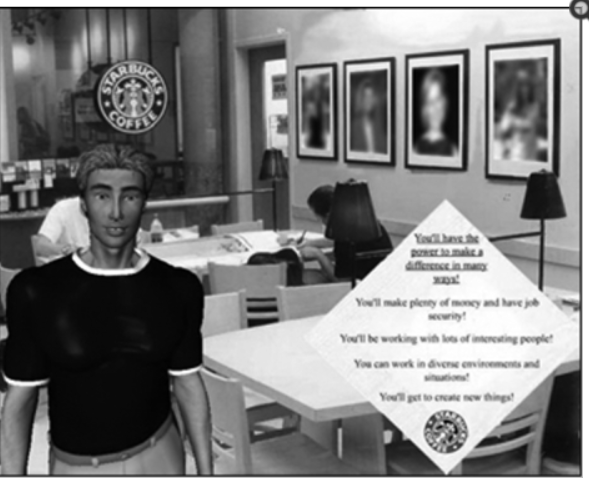 STARBUCKS
COFFEE
You'll have the
power to make a
difference in many
ways!
You'll make plenty of money and have job
security!
You'll be working with lots of interesting people!
You can work in diverse environments and
situations!
You'll get to create new things!
STARBUCKS